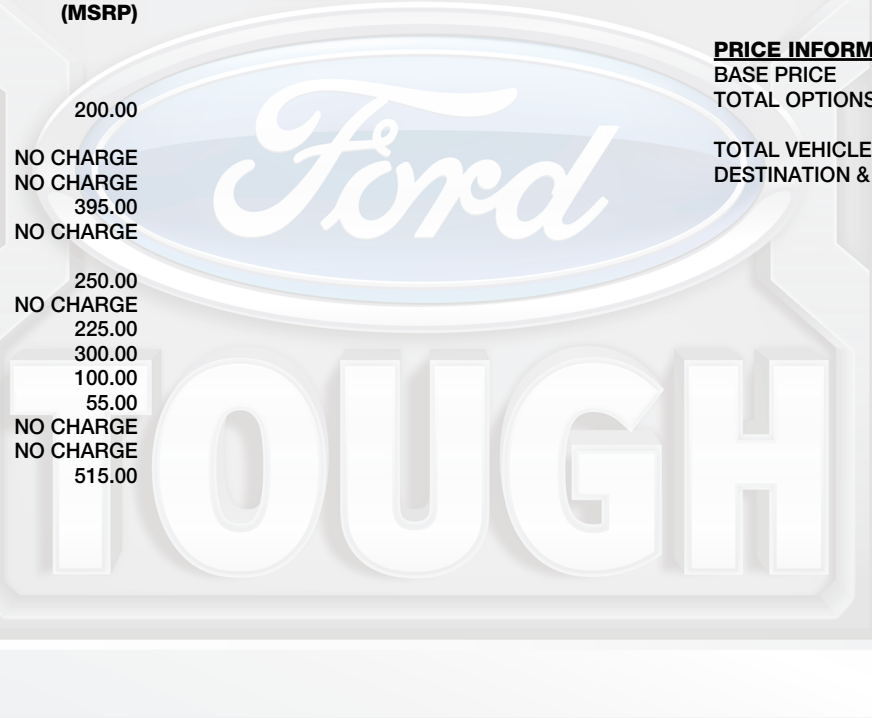 (MSRP)
200.00
NO CHARGE
NO CHARGE
395.00
NO CHARGE
250.00
NO CHARGE
225.00
300.00
100.00
55.00
NO CHARGE
NO CHARGE
515.00
PRICE INFORM
BASE PRICE
TOTAL OPTIONS
TOTAL VEHICLE
DESTINATION &
Ford
TOUGH